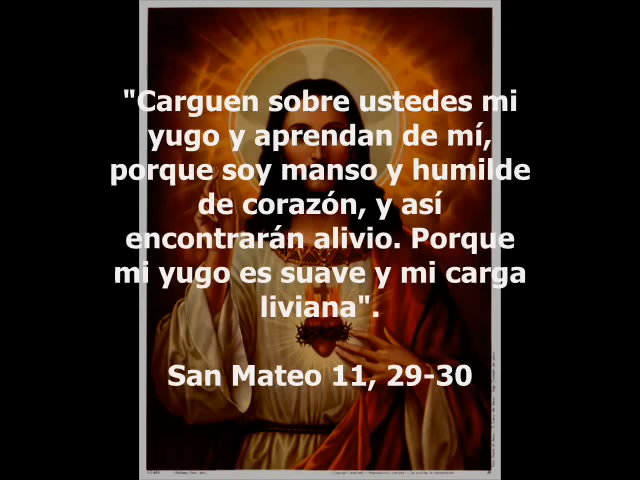 "Carguen sobre ustedes mi
yugo y aprendan de mí,
porque soy manso y humilde
de corazón, y así
encontrarán alivio. Porque
mi yugo es suave y mi carga
liviana".
San Mateo 11, 29-30